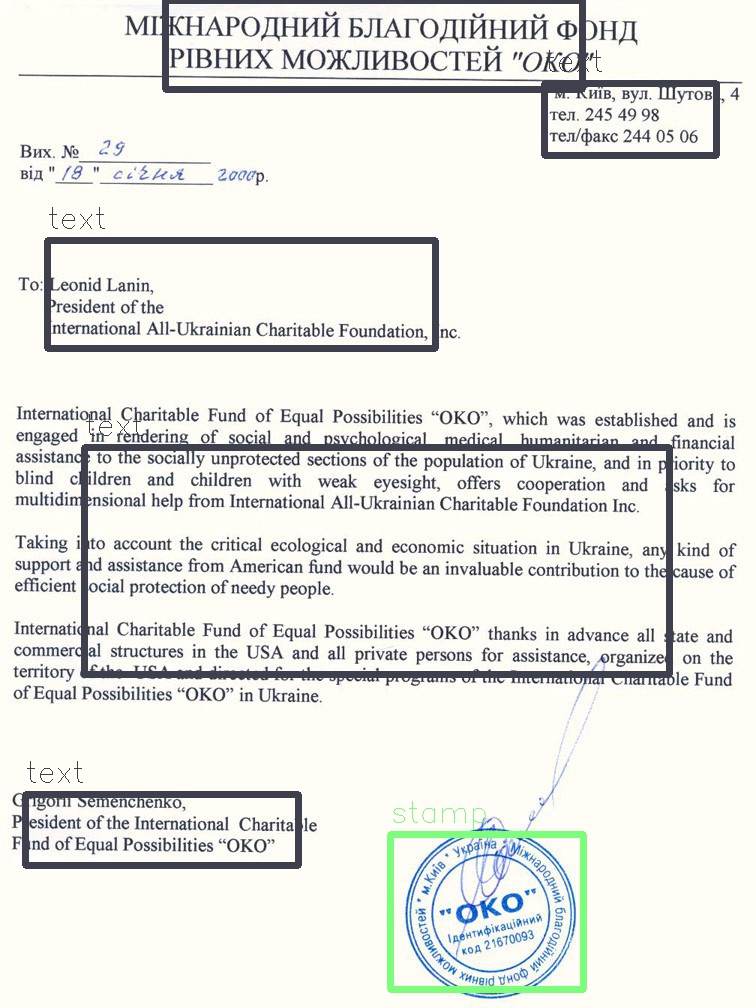 МІЖНАРОДНИЙ БЛАГОДІЙНИЙ ФОНД
РІВНИХ МОЖЛИВОСТЕЙ "ОКО"
text
м. Київ, вул. Шутова, 4
тел. 245 49 98
тел/факс 244 05 06
Вих. № 29
від "19" січня 2000р.
text
To: Leonid Lanin,
President of the
International All-Ukrainian Charitable Foundation, Inc.
text
International Charitable Fund of Equal Possibilities “OKO”, which was established and is
engaged in rendering of social and psychological, medical, humanitarian and financial
assistance to the socially unprotected sections of the population of Ukraine, and in priority to
blind children and children with weak eyesight, offers cooperation and asks for
multidimensional help from International All-Ukrainian Charitable Foundation Inc.
Taking into account the critical ecological and economic situation in Ukraine, any kind of
support and assistance from American fund would be an invaluable contribution to the cause of
efficient social protection of needy people.
International Charitable Fund of Equal Possibilities “OKO” thanks in advance all state and
commercial structures in the USA and all private persons for assistance, organized on the
territory of the USA and directed for the special programs of the International Charitable Fund
of Equal Possibilities “OKO” in Ukraine.
text
Grigorii Semenchenko,
President of the International Charitable
Fund of Equal Possibilities “OKO”
stamp
* м.Київ * Україна * Міжнародний благодійний фонд рівних можливостей
"ОКО"
Ідентифікаційний
код 21670093